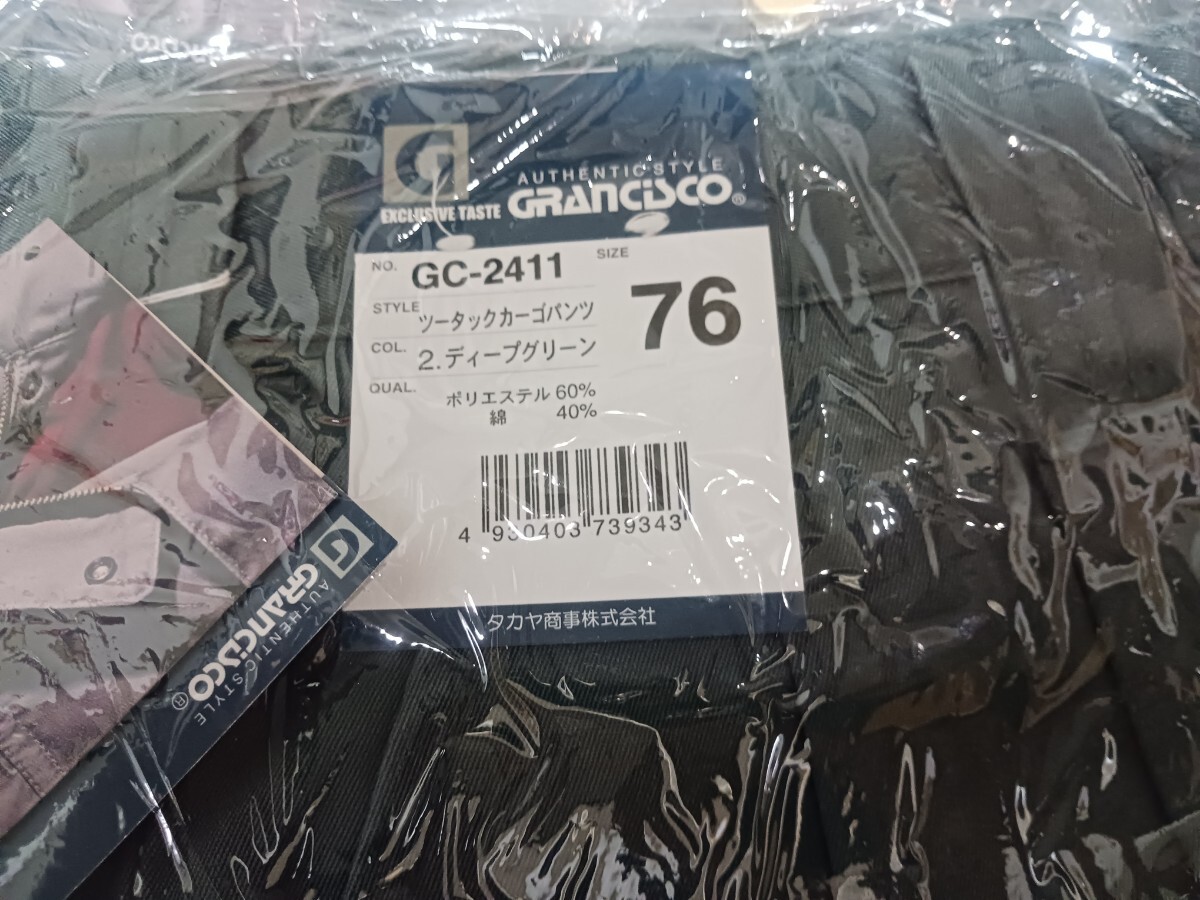 G
EXCLUSIVE TASTE
AUTHENTIC STYLE
GRANCISCO®
NO. GC-2411
SIZE 76
STYLE ツータックカーゴパンツ
COL. 2.ディープグリーン
QUAL. ポリエステル 60%
綿 40%
4 930403 739343
タカヤ商事株式会社
G
GRANCISCO®
AUTHENTIC STYLE